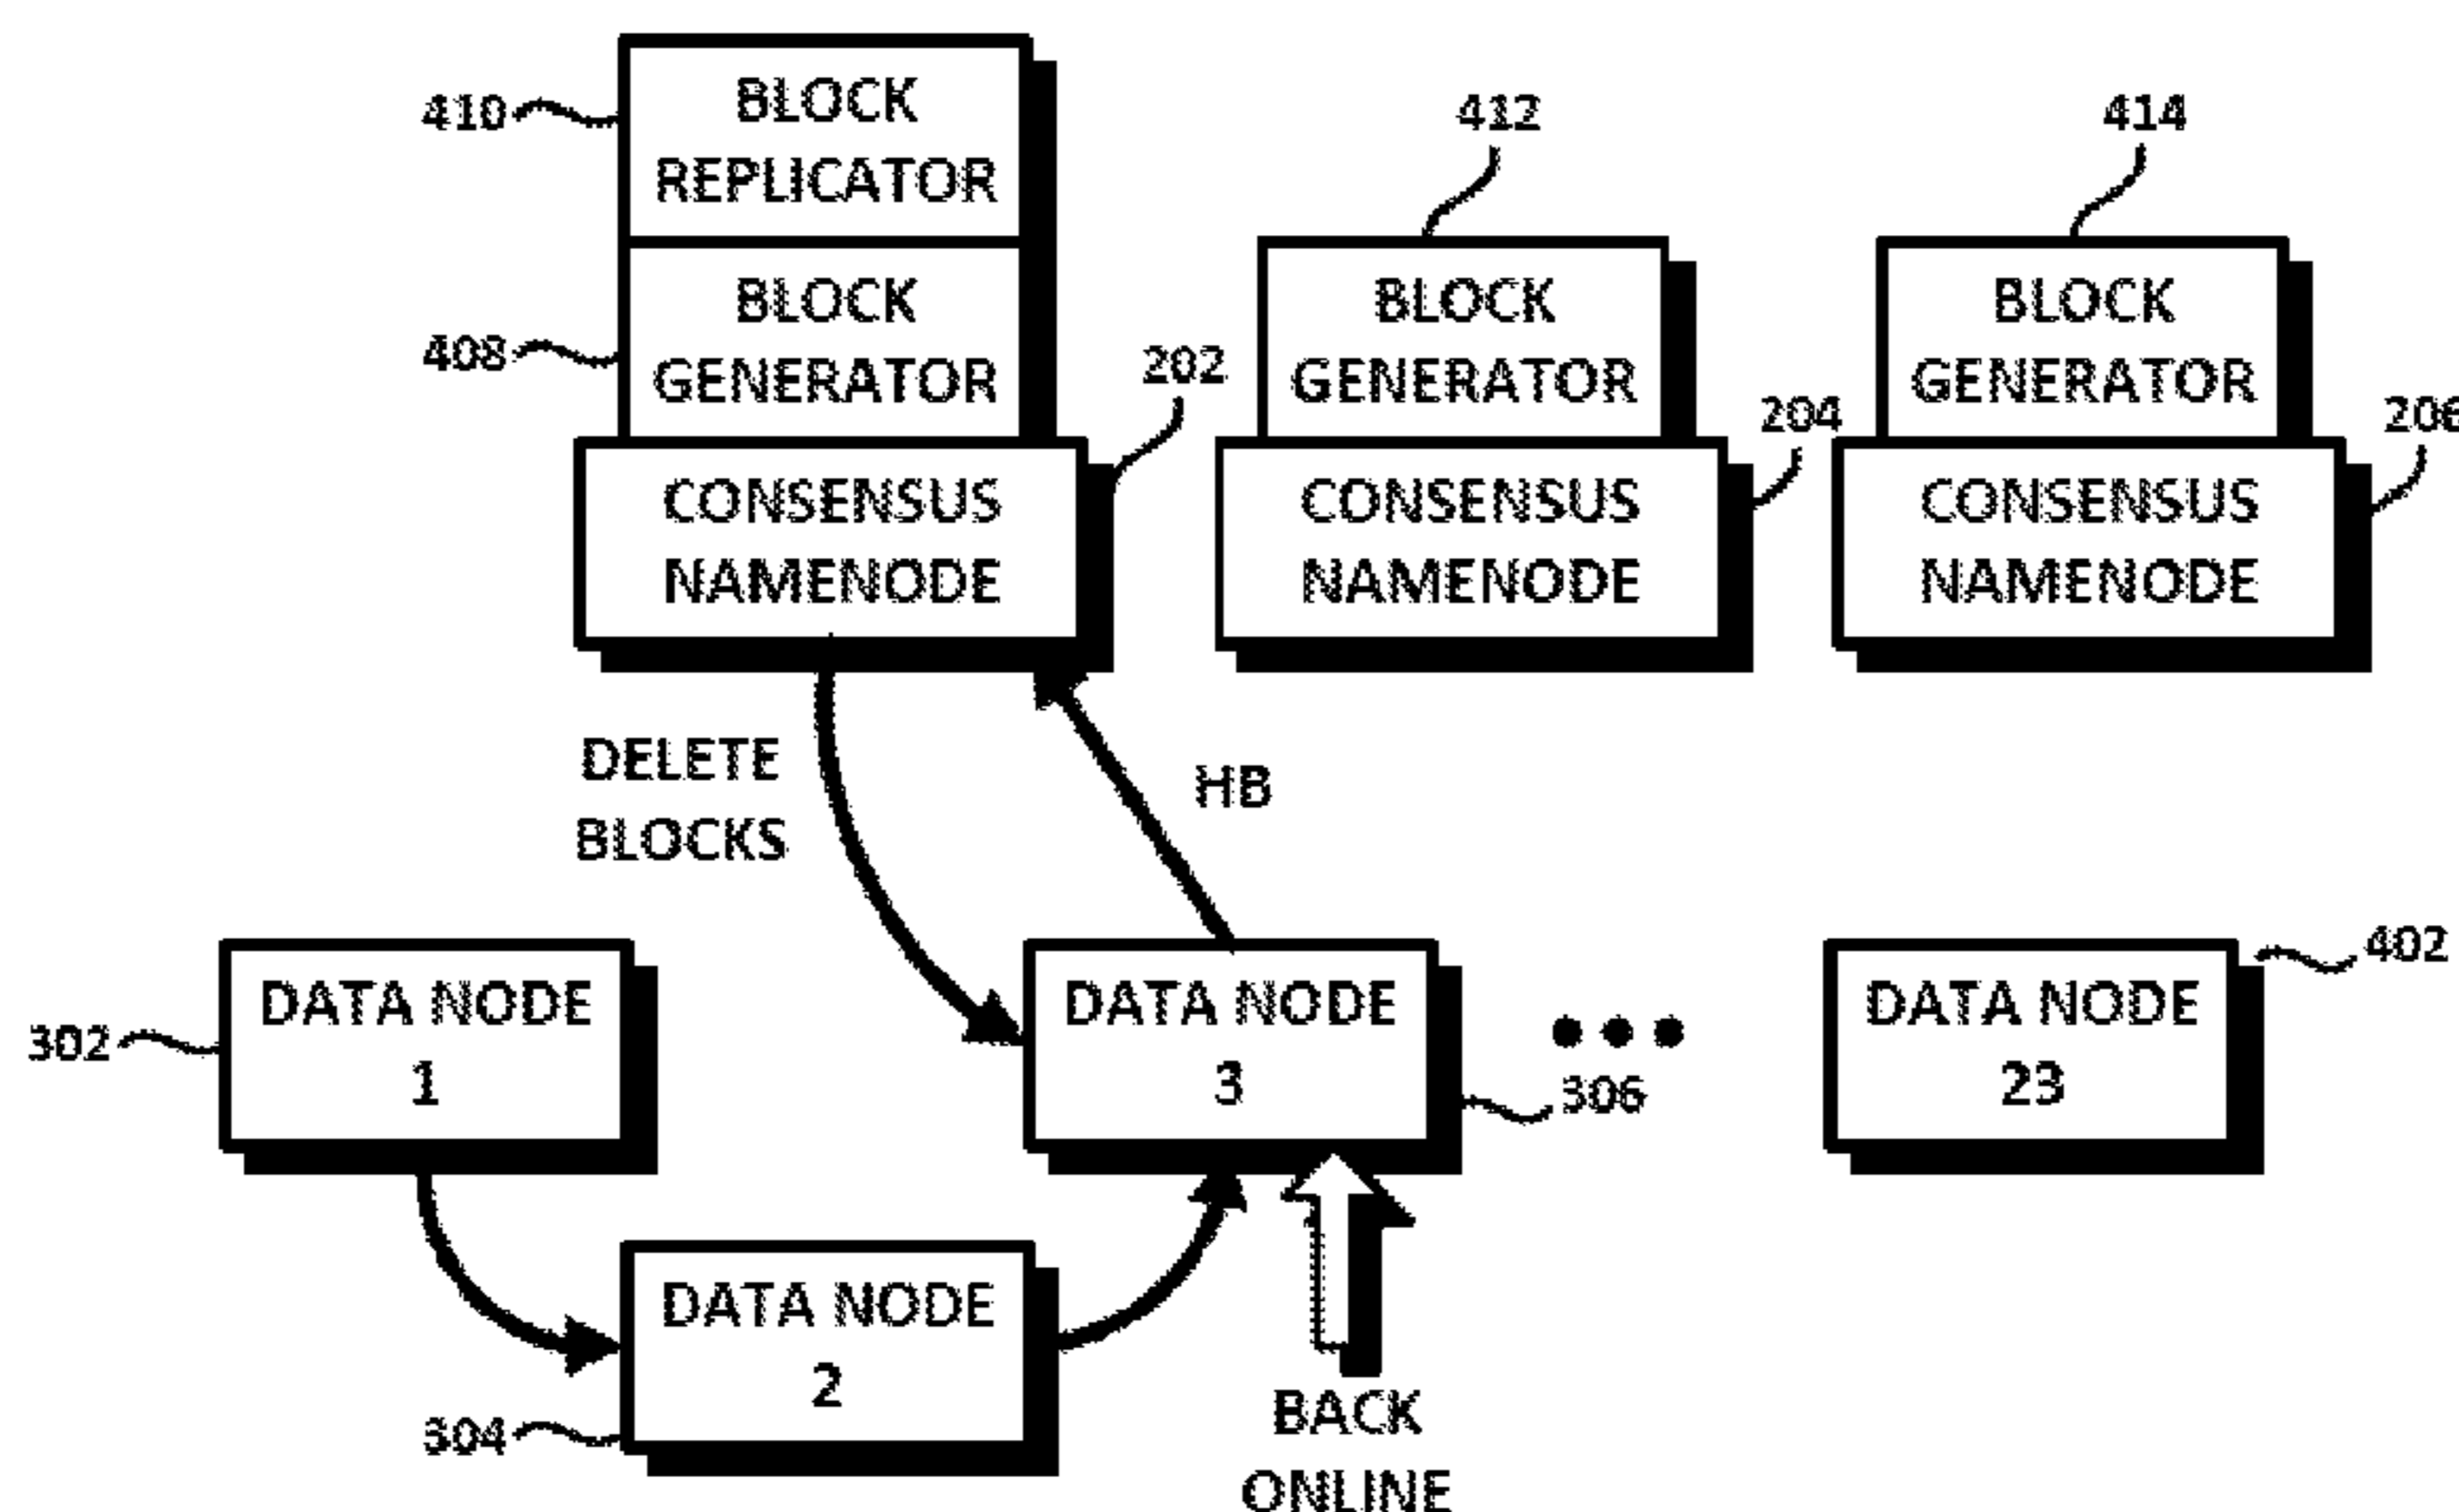 410
BLOCK
REPLICATOR
412
414
408
BLOCK
GENERATOR
202
BLOCK
GENERATOR
204
BLOCK
GENERATOR
206
CONSENSUS
NAMENODE
CONSENSUS
NAMENODE
CONSENSUS
NAMENODE
DELETE
BLOCKS
HB
302
DATA NODE
1
DATA NODE
3
306
DATA NODE
23
402
304
DATA NODE
2
BACK
ONLINE